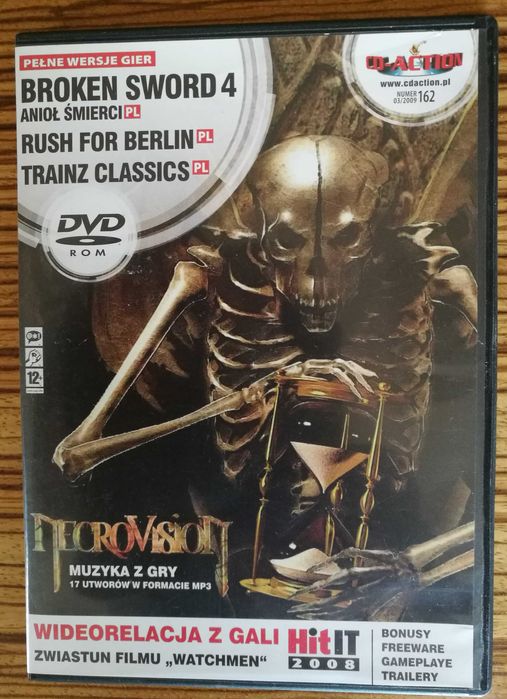 PEŁNE WERSJE GIER
BROKEN SWORD 4
ANIOŁ ŚMIERCI PL
RUSH FOR BERLIN PL
TRAINZ CLASSICS PL
DVD
ROM
CD-ACTION
www.cdaction.pl
NUMER
03/2009 162
12+
NECROVISION
MUZYKA Z GRY
17 UTWORÓW W FORMACIE MP3
WIDEORELACJA Z GALI
ZWIASTUN FILMU „WATCHMEN"
HitIT
2008
BONUSY
FREEWARE
GAMEPLAYE
TRAILERY